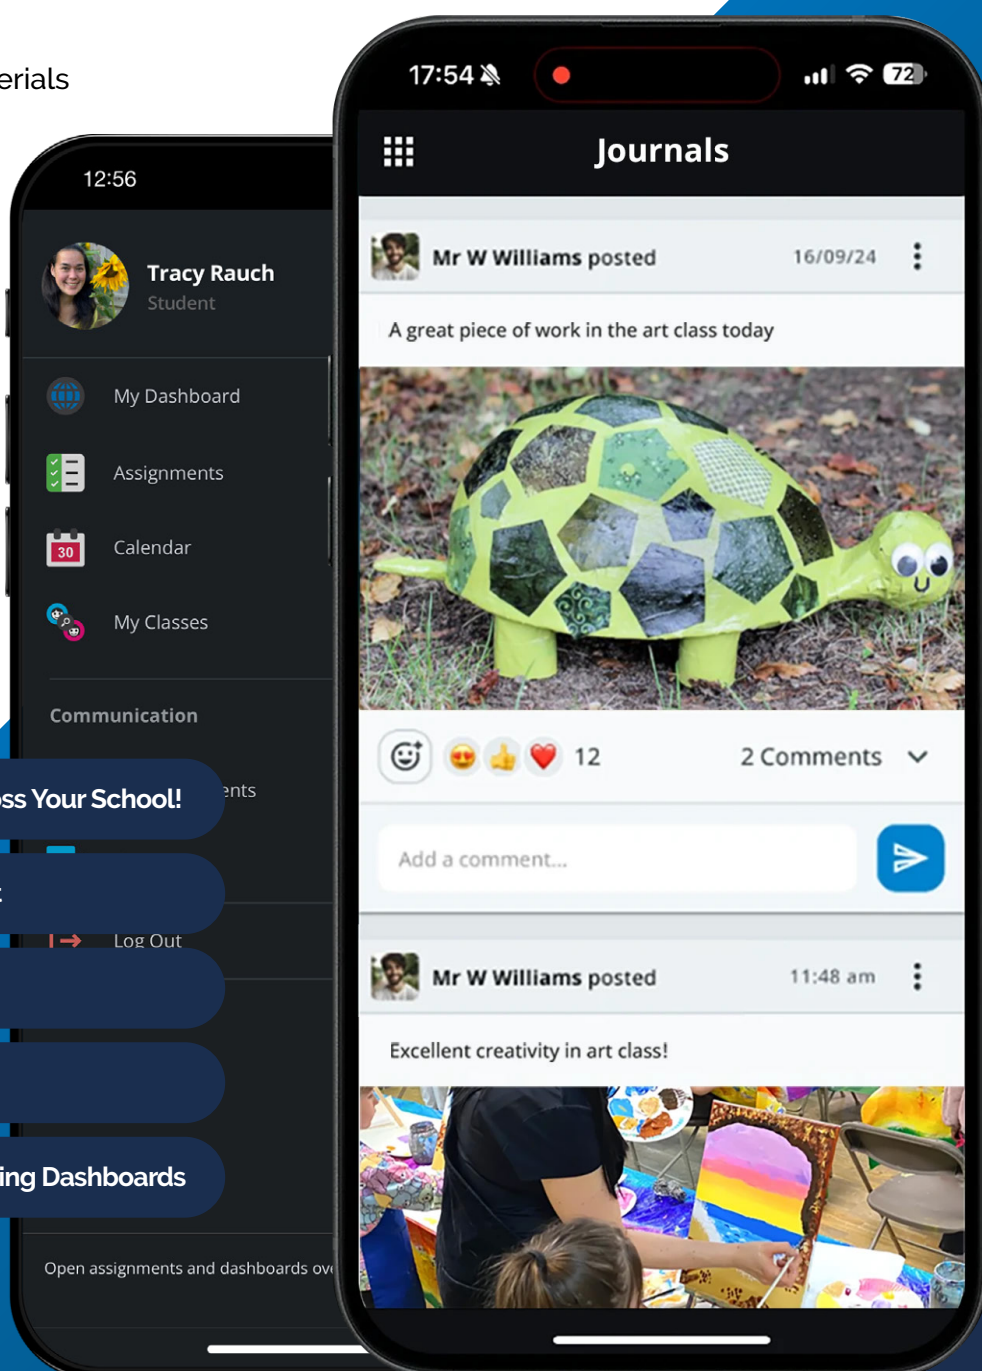 erials
12:56
Tracy Rauch
Student
My Dashboard
Assignments
30
Calendar
My Classes
Communication
ents
ss Your School!
Log Out
ing Dashboards
Open assignments and dashboards ove
17:54
72
Journals
Mr W Williams posted
16/09/24
A great piece of work in the art class today
12
2 Comments
Add a comment...
Mr W Williams posted
11:48 am
Excellent creativity in art class!